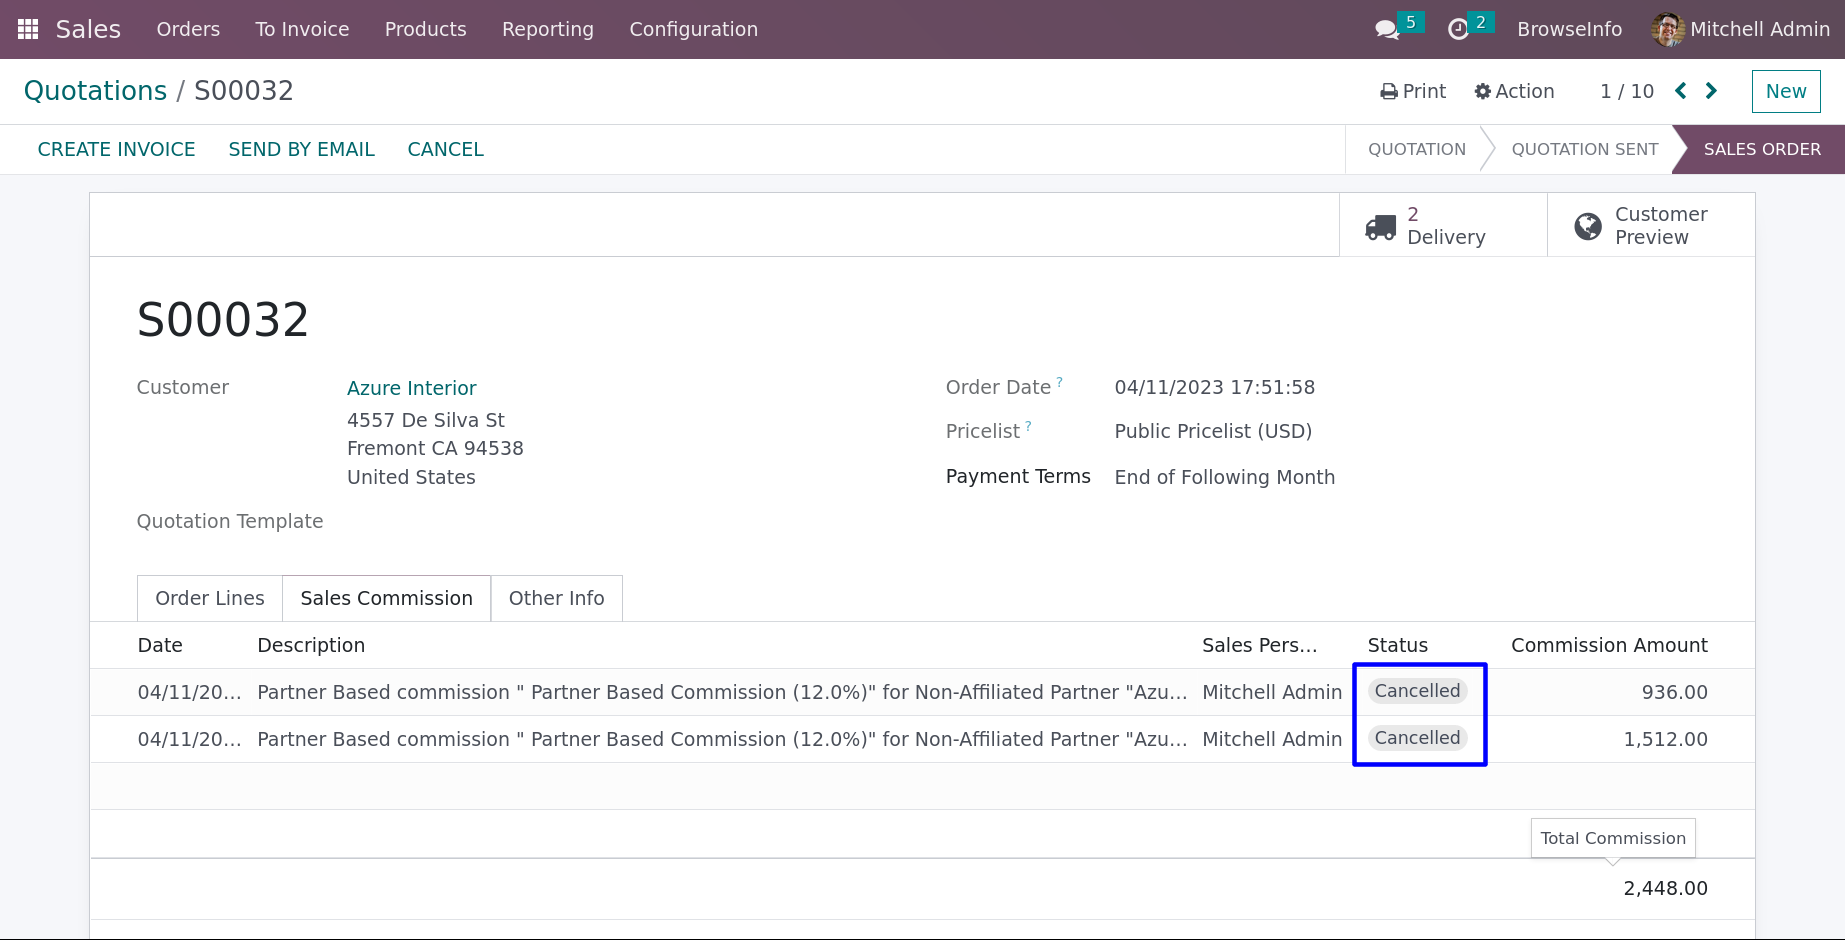 Sales Orders To Invoice Products Reporting Configuration 5 2 BrowseInfo Mitchell Admin
Quotations / S00032 Print Action 1 / 10 New
CREATE INVOICE SEND BY EMAIL CANCEL QUOTATION QUOTATION SENT SALES ORDER
2 Delivery
Customer Preview
S00032
Customer Azure Interior
4557 De Silva St
Fremont CA 94538
United States
Quotation Template
Order Date ? 04/11/2023 17:51:58
Pricelist ? Public Pricelist (USD)
Payment Terms End of Following Month
Order Lines Sales Commission Other Info
Date Description Sales Pers... Status Commission Amount
04/11/20... Partner Based commission " Partner Based Commission (12.0%)" for Non-Affiliated Partner "Azu... Mitchell Admin Cancelled 936.00
04/11/20... Partner Based commission " Partner Based Commission (12.0%)" for Non-Affiliated Partner "Azu... Mitchell Admin Cancelled 1,512.00
Total Commission
2,448.00